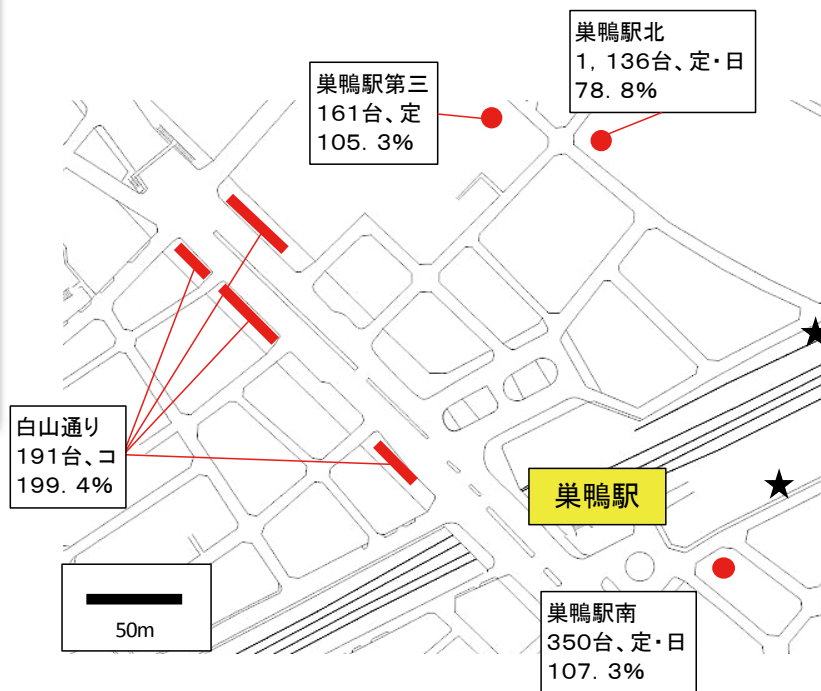 巣鴨駅北
1,136台、定・日
78.8%
巣鴨駅第三
161台、定
105.3%
白山通り
191台、コ
199.4%
巣鴨駅
50m
巣鴨駅南
350台、定・日
107.3%